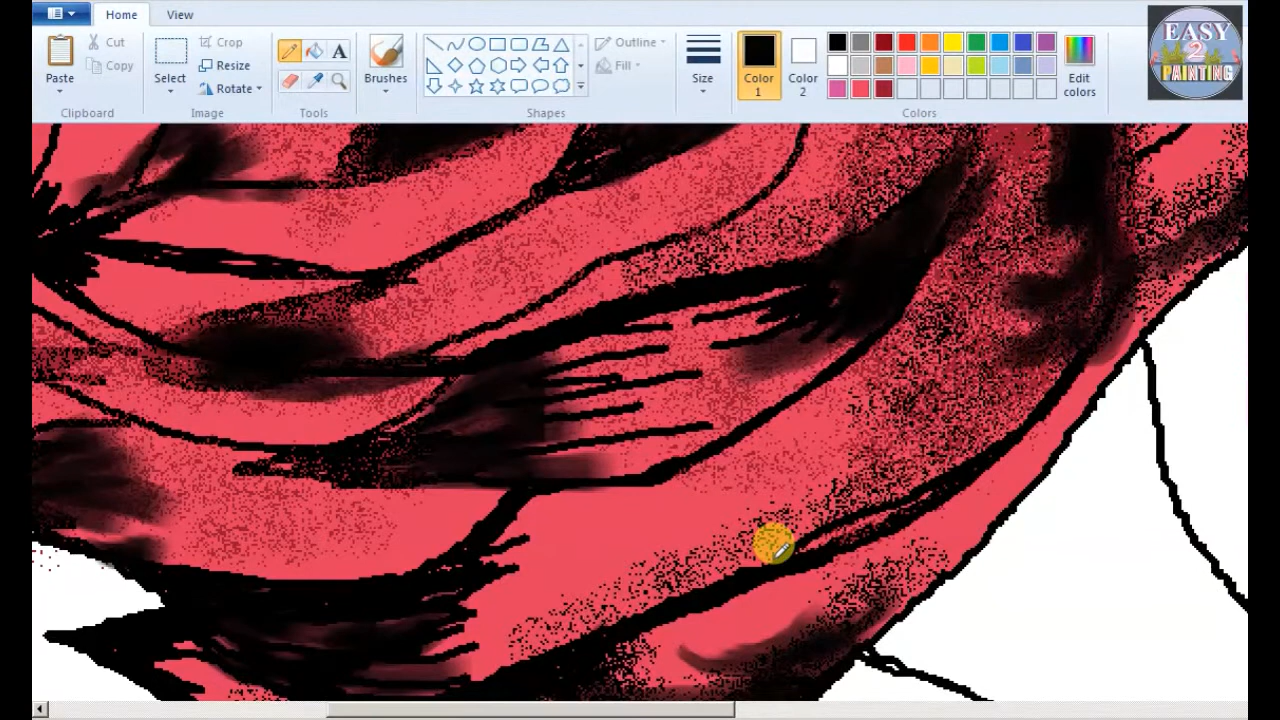 Home
View
Paste
Cut
Copy
Clipboard
Select
Crop
Resize
Rotate
Image
A
Tools
Brushes
Outline
Fill
Shapes
Size
Color
1
Color
2
Edit
colors
Colors
EASY
2
PAINTING